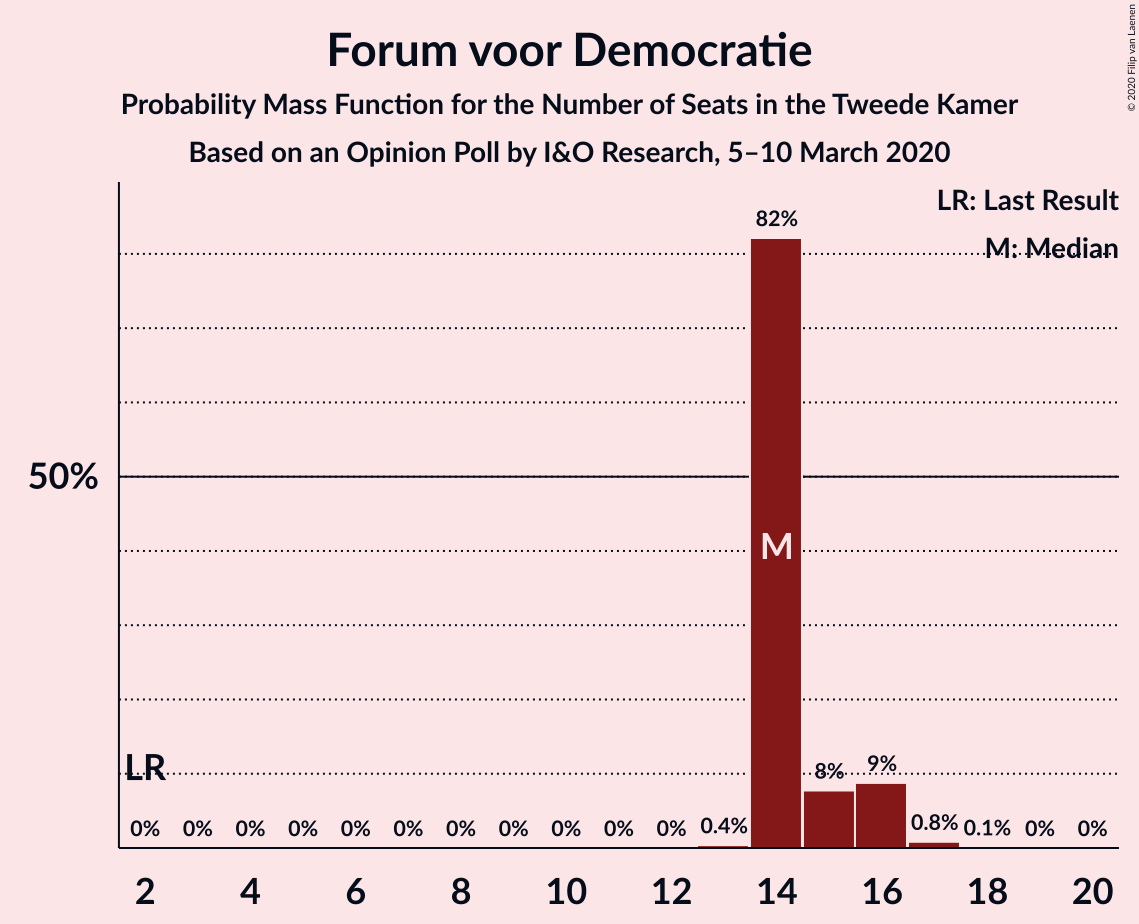 Forum voor Democratie
Probability Mass Function for the Number of Seats in the Tweede Kamer
Based on an Opinion Poll by I&O Research, 5–10 March 2020
© 2020 Filip van Laenen
LR: Last Result
M: Median
82%
50%
M
LR
8%
9%
0% 0% 0% 0% 0% 0% 0% 0% 0% 0% 0% 0.4% 0.8% 0.1% 0% 0%
2 4 6 8 10 12 14 16 18 20